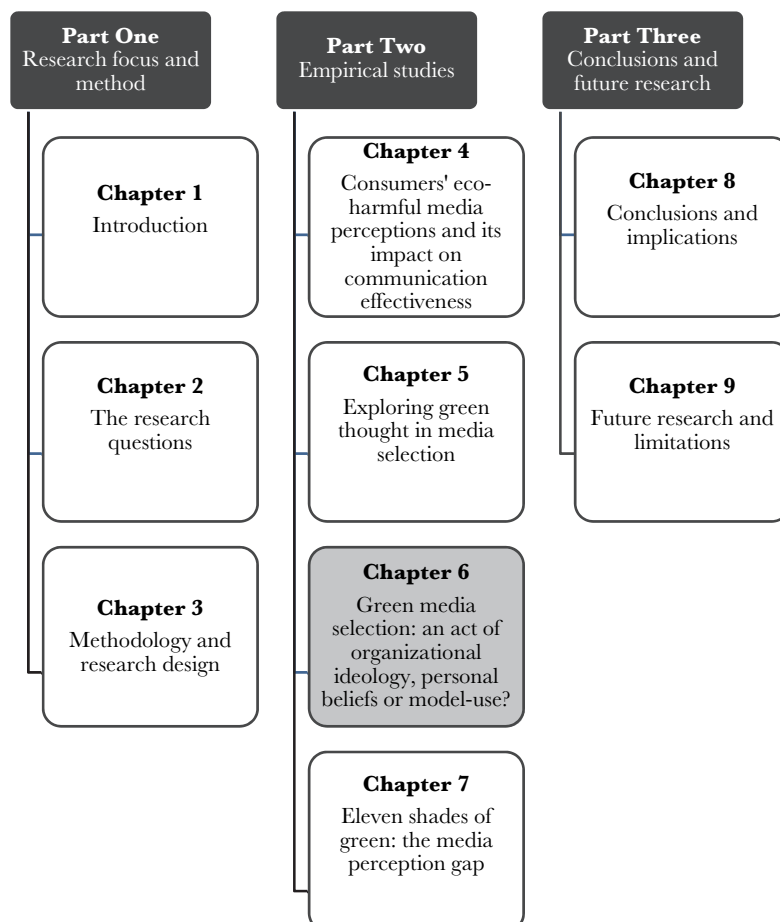 Part One
Research focus and
method
Chapter 1
Introduction
Chapter 2
The research
questions
Chapter 3
Methodology and
research design
Part Two
Empirical studies
Chapter 4
Consumers' eco-
harmful media
perceptions and its
impact on
communication
effectiveness
Chapter 5
Exploring green
thought in media
selection
Chapter 6
Green media
selection: an act of
organizational
ideology, personal
beliefs or model-use?
Chapter 7
Eleven shades of
green: the media
perception gap
Part Three
Conclusions and
future research
Chapter 8
Conclusions and
implications
Chapter 9
Future research and
limitations